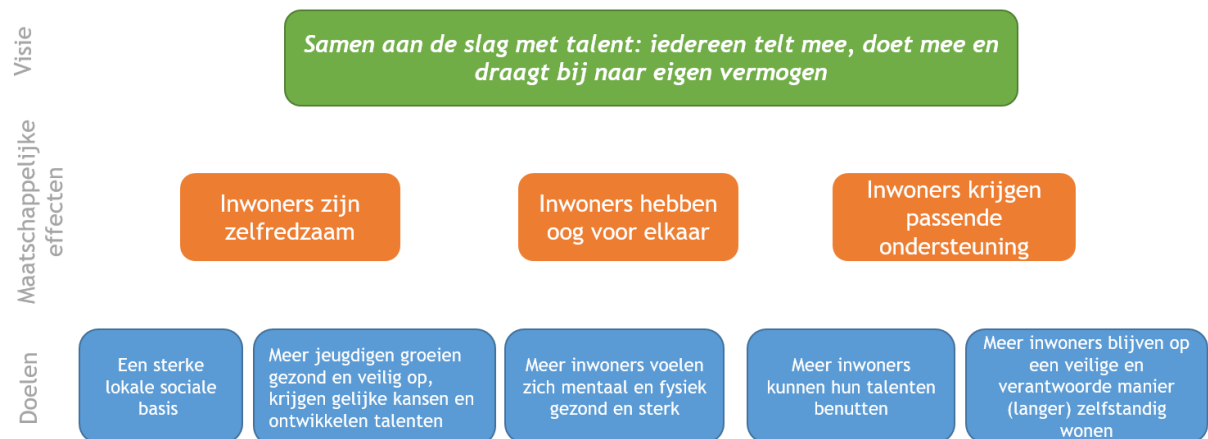 Visie
Samen aan de slag met talent: iedereen telt mee, doet mee en
draagt bij naar eigen vermogen
Maatschappelijke
effecten
Inwoners zijn
zelfredzaam
Inwoners hebben
oog voor elkaar
Inwoners krijgen
passende
ondersteuning
Doelen
Een sterke
lokale sociale
basis
Meer jeugdigen groeien
gezond en veilig op,
krijgen gelijke kansen en
ontwikkelen talenten
Meer inwoners voelen
zich mentaal en fysiek
gezond en sterk
Meer inwoners
kunnen hun talenten
benutten
Meer inwoners blijven op
een veilige en
verantwoorde manier
(langer) zelfstandig
wonen